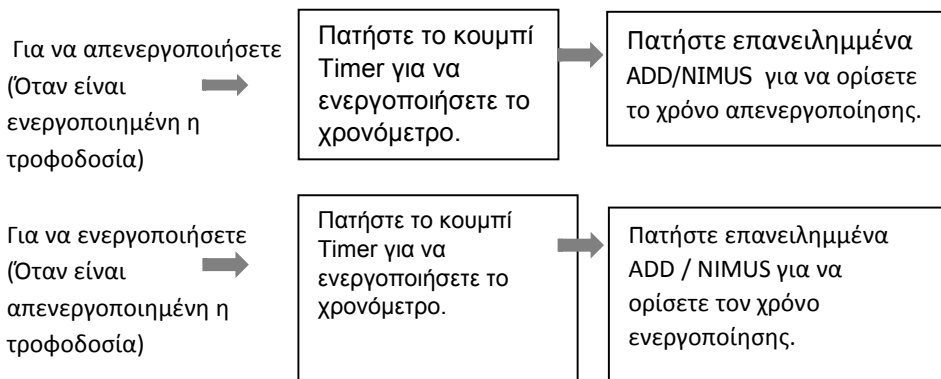 Για να απενεργοποιήσετε
(Όταν είναι
ενεργοποιημένη η
τροφοδοσία)
Πατήστε το κουμπί
Timer για να
ενεργοποιήσετε το
χρονόμετρο.
Πατήστε επανειλημμένα
ADD/NIMUS για να ορίσετε
το χρόνο απενεργοποίησης.
Για να ενεργοποιήσετε
(Όταν είναι
απενεργοποιημένη η
τροφοδοσία)
Πατήστε το κουμπί
Timer για να
ενεργοποιήσετε το
χρονόμετρο.
Πατήστε επανειλημμένα
ADD / NIMUS για να
ορίσετε τον χρόνο
ενεργοποίησης.